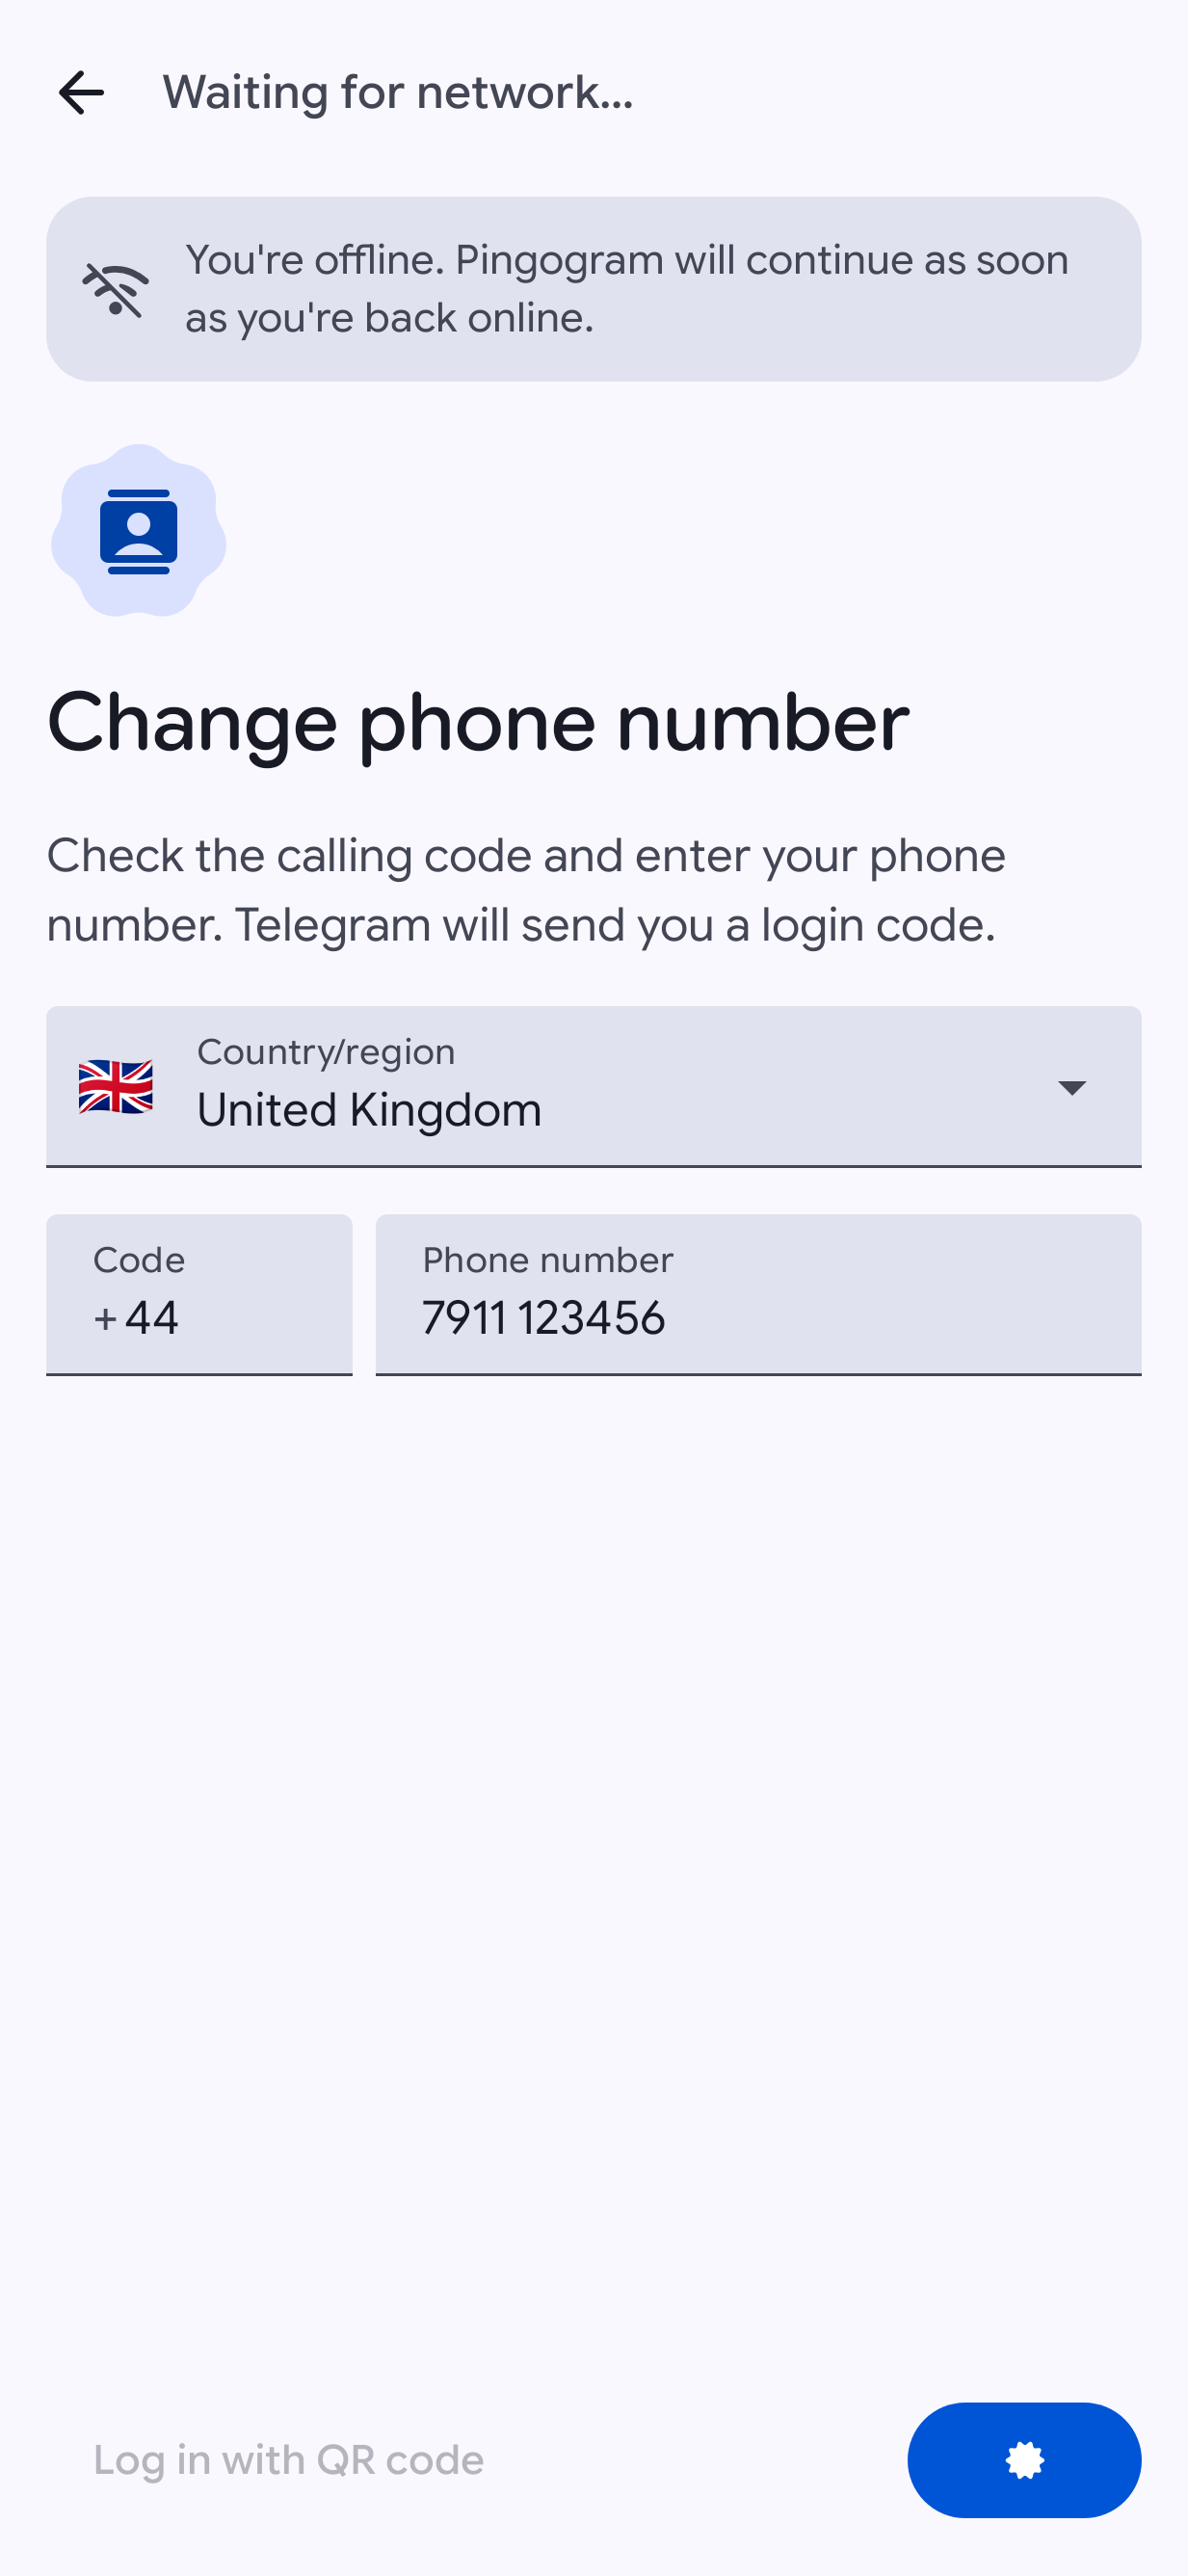 Waiting for network...
You're offline. Pingogram will continue as soon
as you're back online.
Change phone number
Check the calling code and enter your phone
number. Telegram will send you a login code.
Country/region
United Kingdom
Code
+44
Phone number
7911 123456
Log in with QR code